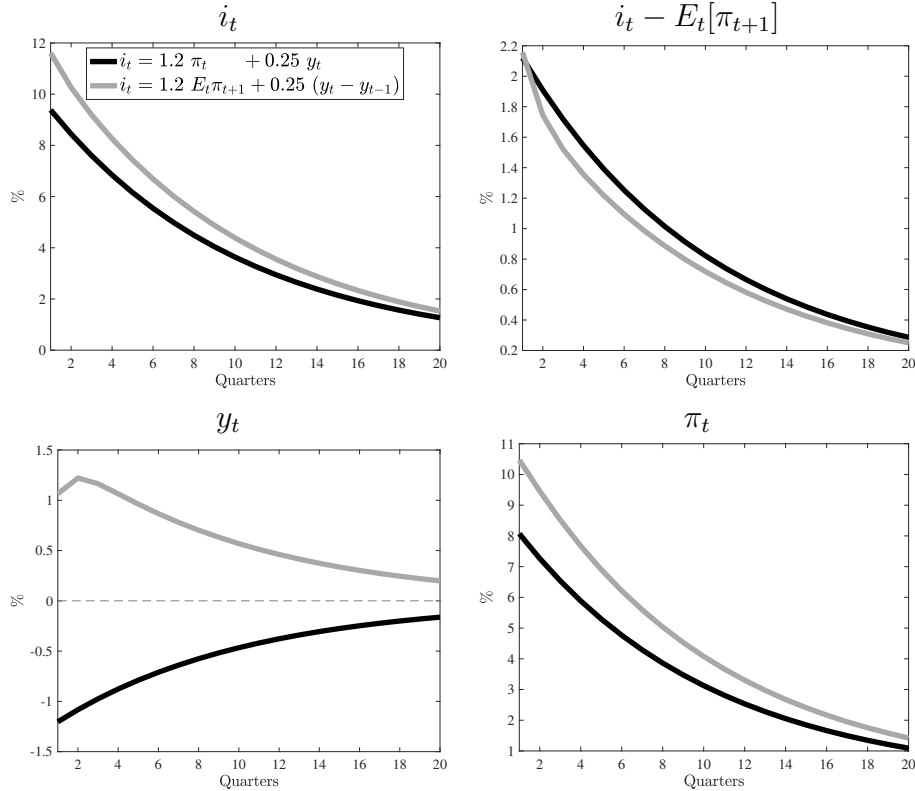 i_t
i_t − E_t[π_{t+1}]
12
10
8
6
4
2
0
%
i_t = 1.2 π_t + 0.25 y_t
i_t = 1.2 E_tπ_{t+1} + 0.25 (y_t − y_{t−1})
2 4 6 8 10 12 14 16 18 20
Quarters
2.2
2
1.8
1.6
1.4
1.2
1
0.8
0.6
0.4
0.2
%
2 4 6 8 10 12 14 16 18 20
Quarters
y_t
π_t
1.5
1
0.5
0
-0.5
-1
-1.5
%
2 4 6 8 10 12 14 16 18 20
Quarters
11
10
9
8
7
6
5
4
3
2
1
%
2 4 6 8 10 12 14 16 18 20
Quarters